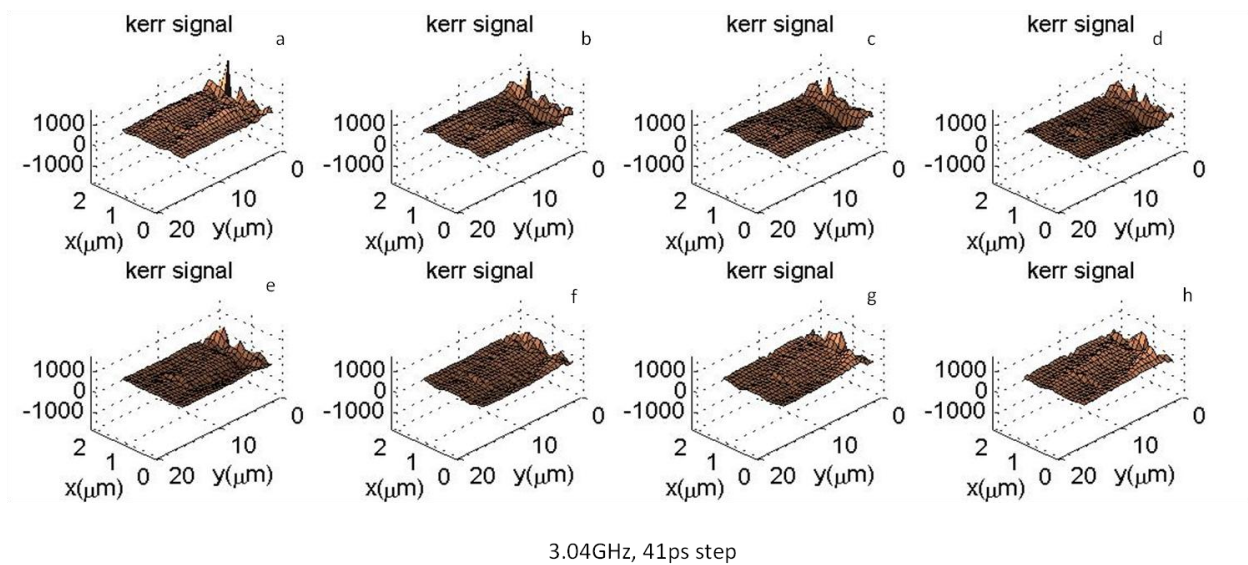 kerr signal a
kerr signal b
kerr signal c
kerr signal d
1000 1000 1000 1000
0 0 0 0
-1000 -1000 -1000 -1000
0 0 0 0
2 10 2 10 2 10 2 10
1 1 1 1
x(μm) 0 20 y(μm) x(μm) 0 20 y(μm) x(μm) 0 20 y(μm) x(μm) 0 20 y(μm)
kerr signal e
kerr signal f
kerr signal g
kerr signal h
1000 1000 1000 1000
0 0 0 0
-1000 -1000 -1000 -1000
0 0 0 0
2 10 2 10 2 10 2 10
1 1 1 1
x(μm) 0 20 y(μm) x(μm) 0 20 y(μm) x(μm) 0 20 y(μm) x(μm) 0 20 y(μm)
3.04GHz, 41ps step